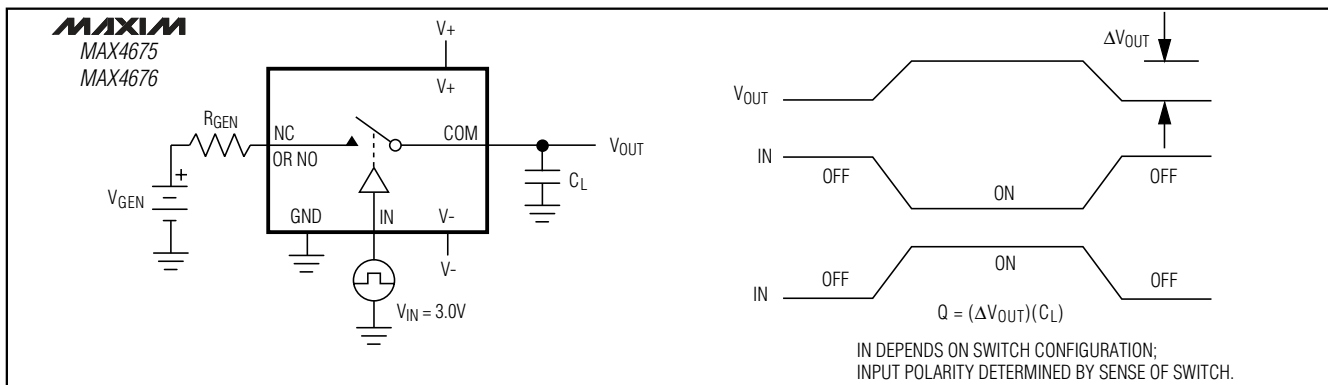 MAXIM
MAX4675
MAX4676
V+
V+
RGEN
NC
OR NO
COM
VOUT
+
VGEN
CL
GND
IN
V-
V-
VIN = 3.0V
ΔVOUT
VOUT
IN
OFF
ON
OFF
IN
OFF
ON
OFF
Q = (ΔVOUT)(CL)
IN DEPENDS ON SWITCH CONFIGURATION;
INPUT POLARITY DETERMINED BY SENSE OF SWITCH.